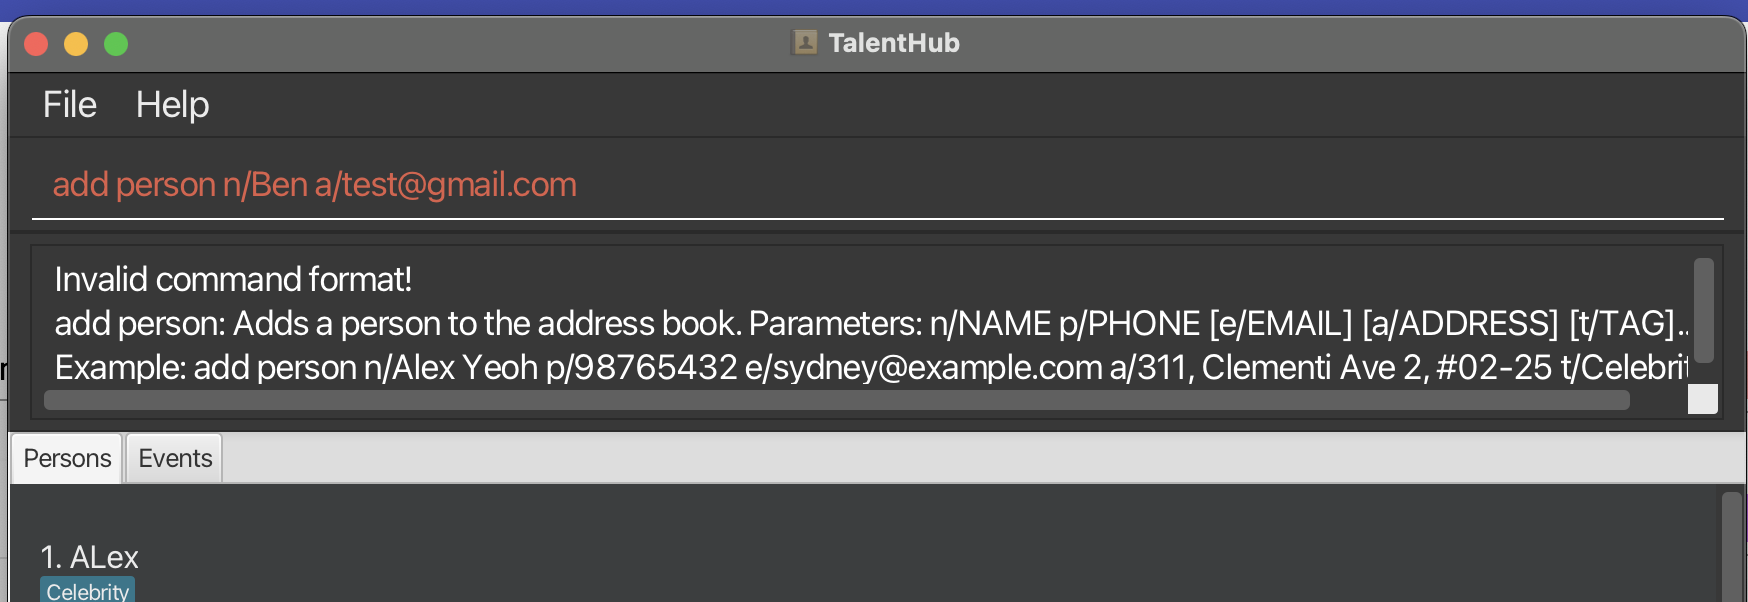 TalentHub
File Help
add person n/Ben a/test@gmail.com
Invalid command format!
add person: Adds a person to the address book. Parameters: n/NAME p/PHONE [e/EMAIL] [a/ADDRESS] [t/TAG]..
Example: add person n/Alex Yeoh p/98765432 e/sydney@example.com a/311, Clementi Ave 2, #02-25
Persons Events
1. ALex
Celebrity